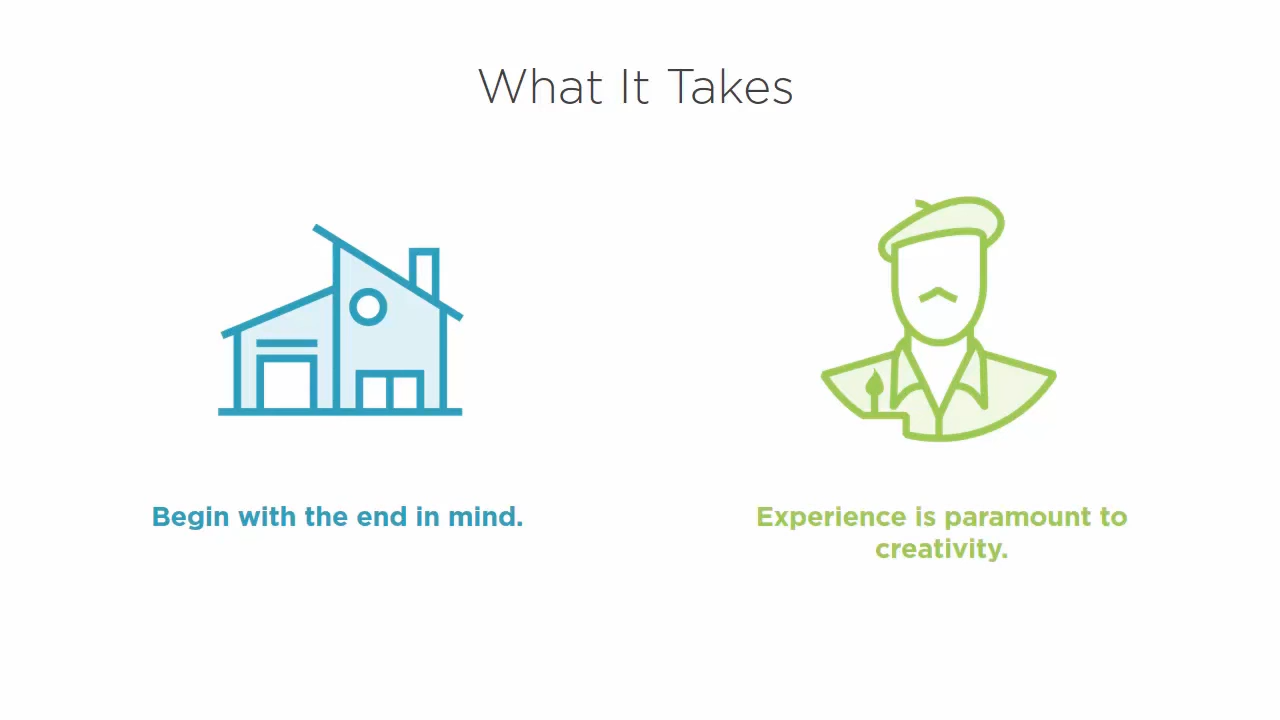 What It Takes
Begin with the end in mind.
Experience is paramount to
creativity.